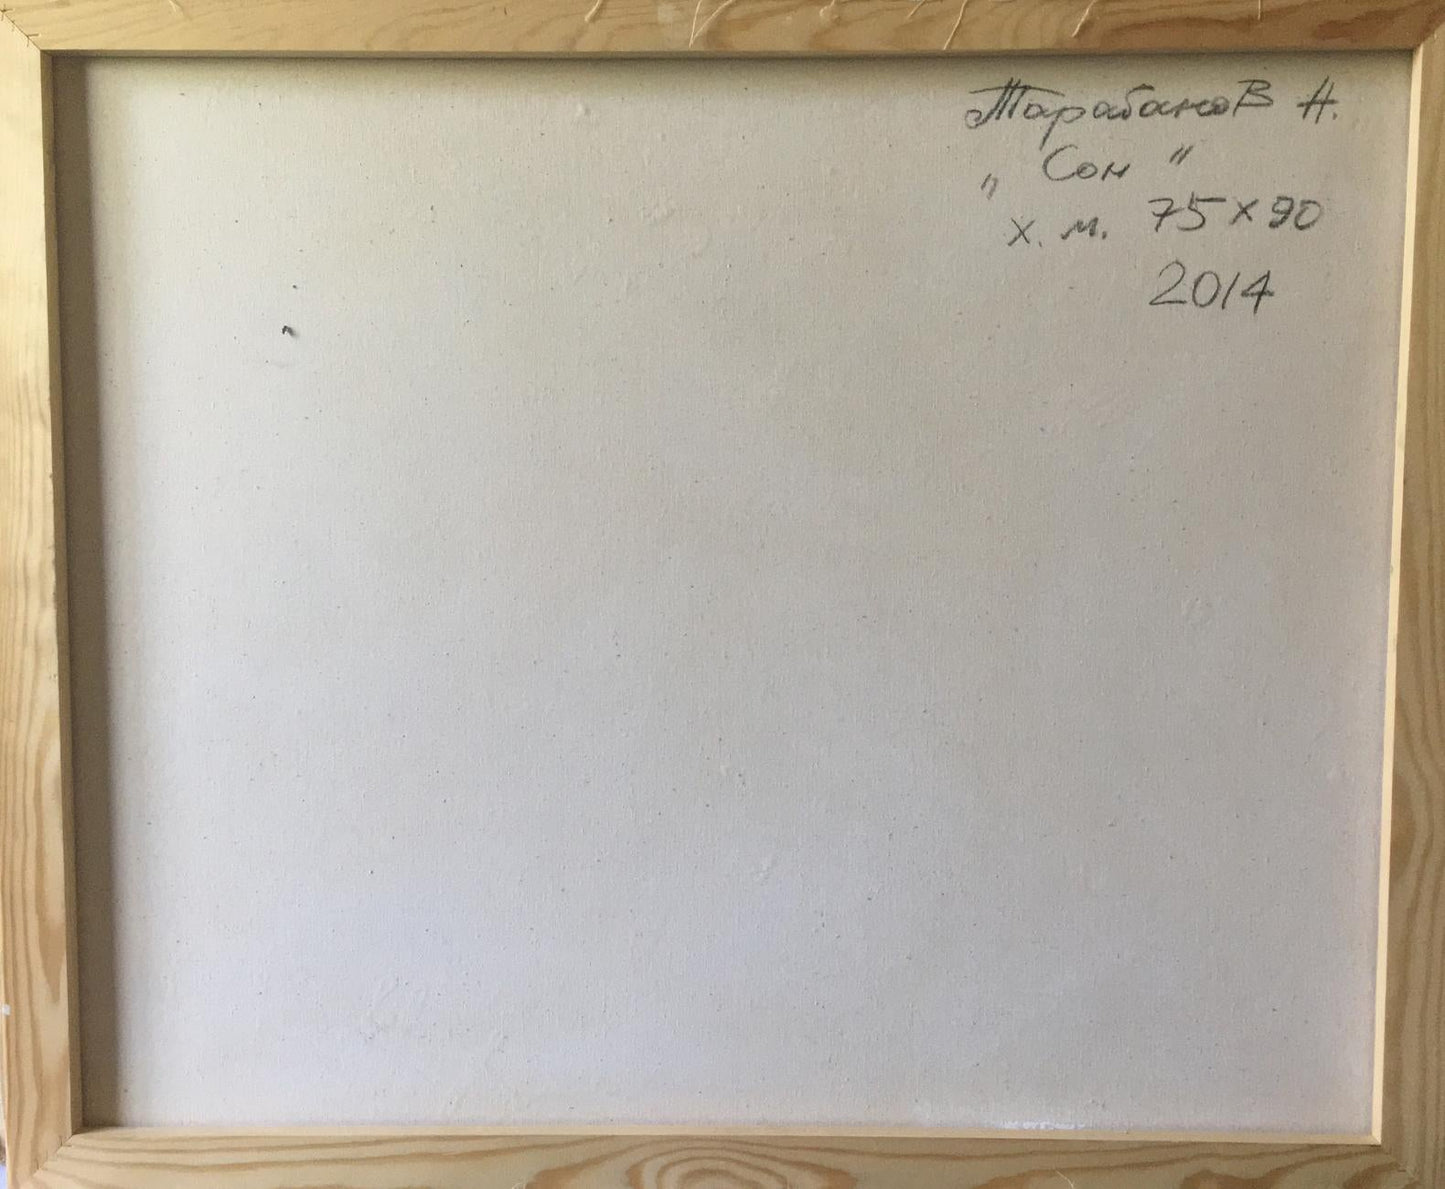 Тарабанов Н.
„ Сон "
х. м. 75 х 90
2014